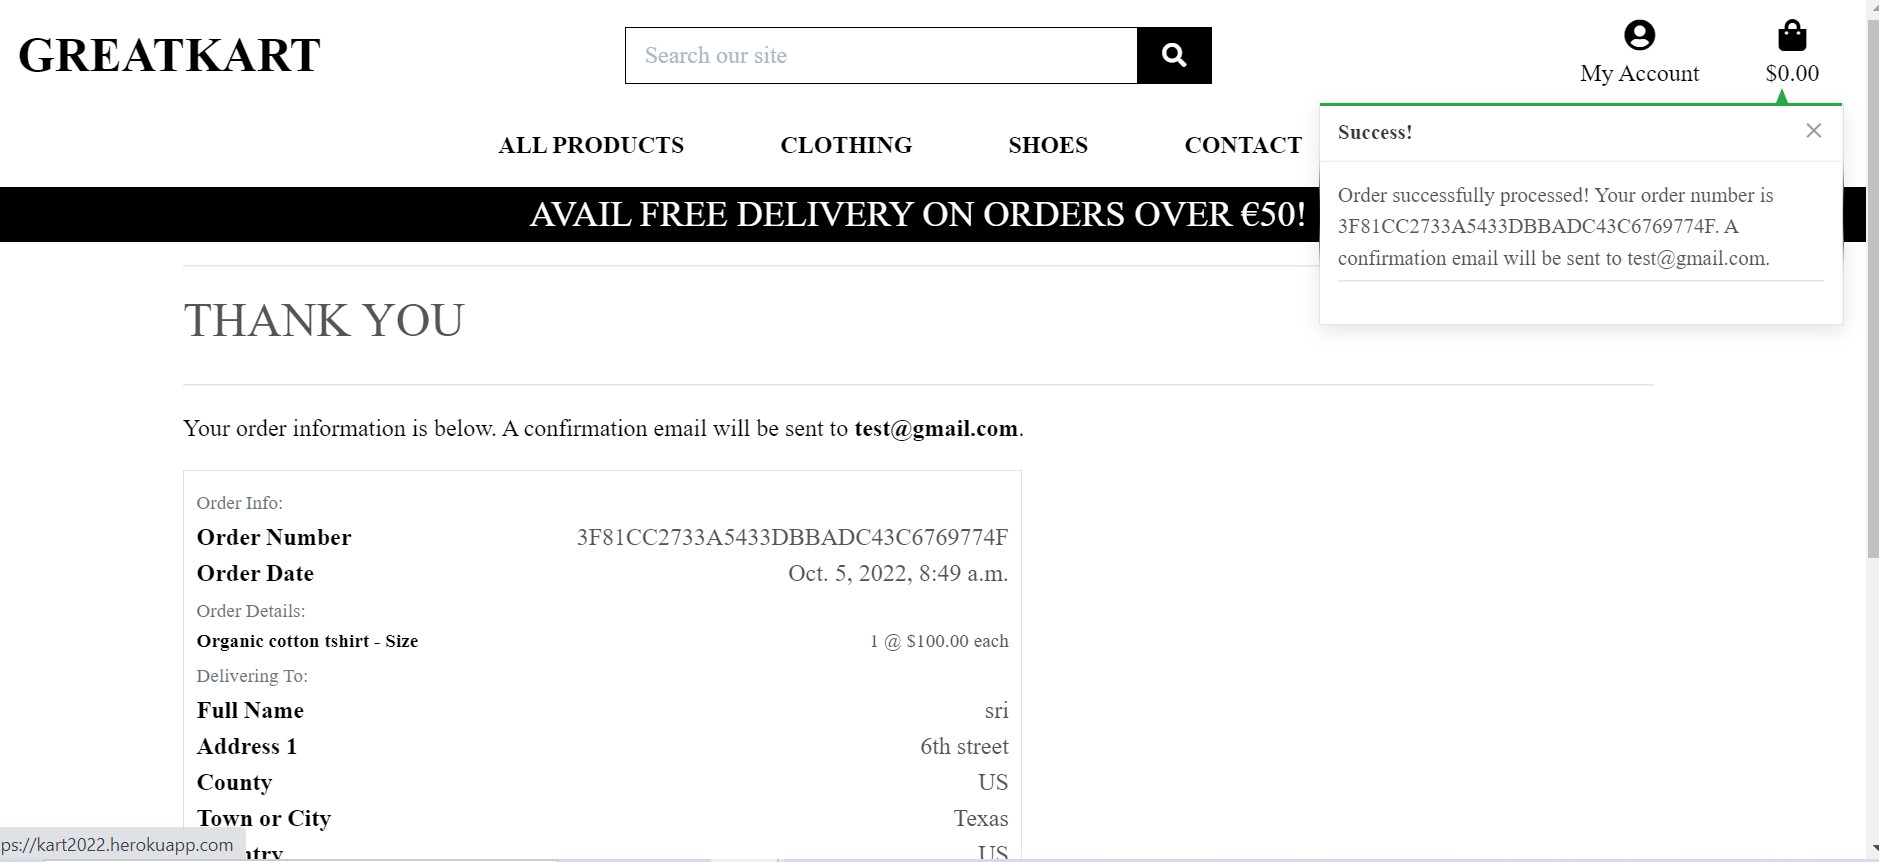 GREATKART
Search our site
My Account
$0.00
ALL PRODUCTS
CLOTHING
SHOES
CONTACT
Success!
Order successfully processed! Your order number is
3F81CC2733A5433DBBADC43C6769774F. A
confirmation email will be sent to test@gmail.com.
AVAIL FREE DELIVERY ON ORDERS OVER €50!
THANK YOU
Your order information is below. A confirmation email will be sent to test@gmail.com.
Order Info:
Order Number 3F81CC2733A5433DBBADC43C6769774F
Order Date Oct. 5, 2022, 8:49 a.m.
Order Details:
Organic cotton tshirt - Size 1 @ $100.00 each
Delivering To:
Full Name sri
Address 1 6th street
County US
Town or City Texas
US
ps://kart2022.herokuapp.com